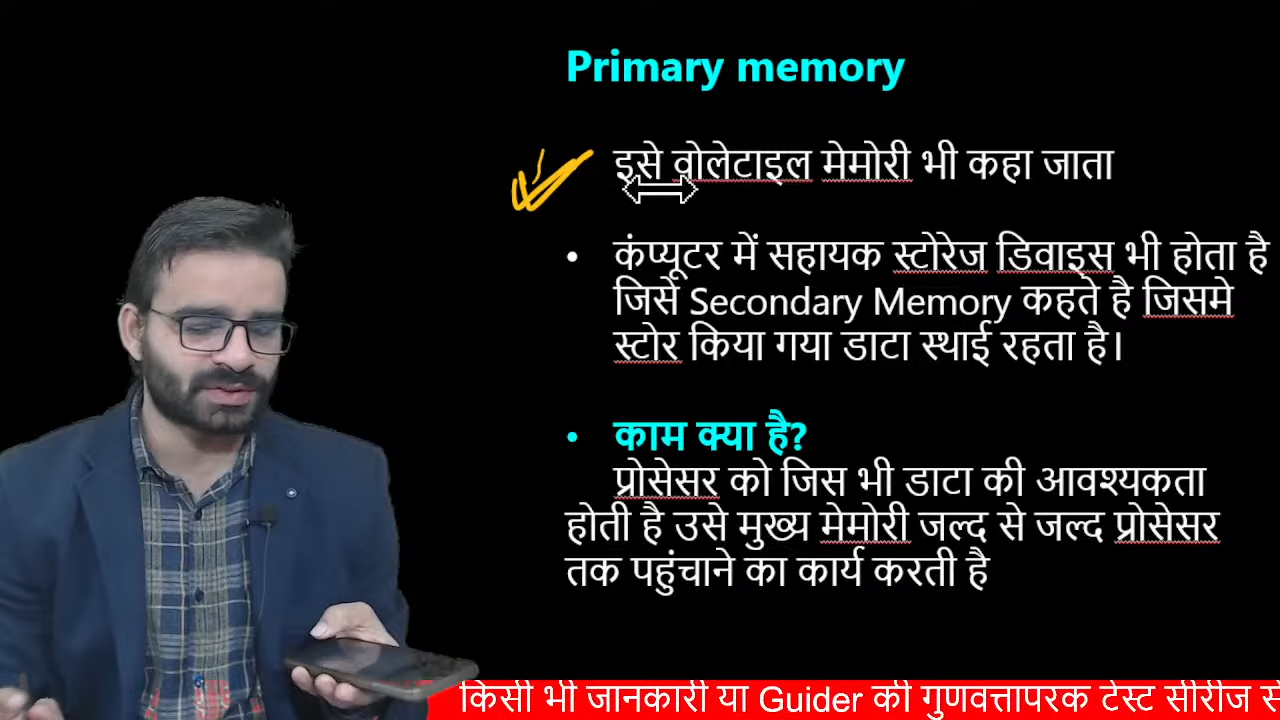 Primary memory
इसे वोलेटाइल मेमोरी भी कहा जाता
• कंप्यूटर में सहायक स्टोरेज डिवाइस भी होता है
जिसे Secondary Memory कहते है जिसमे
स्टोर किया गया डाटा स्थाई रहता है।
• काम क्या है?
प्रोसेसर को जिस भी डाटा की आवश्यकता
होती है उसे मुख्य मेमोरी जल्द से जल्द प्रोसेसर
तक पहुंचाने का कार्य करती है
किसी भी जानकारी या Guider की गुणवत्तापरक टेस्ट सीरीज